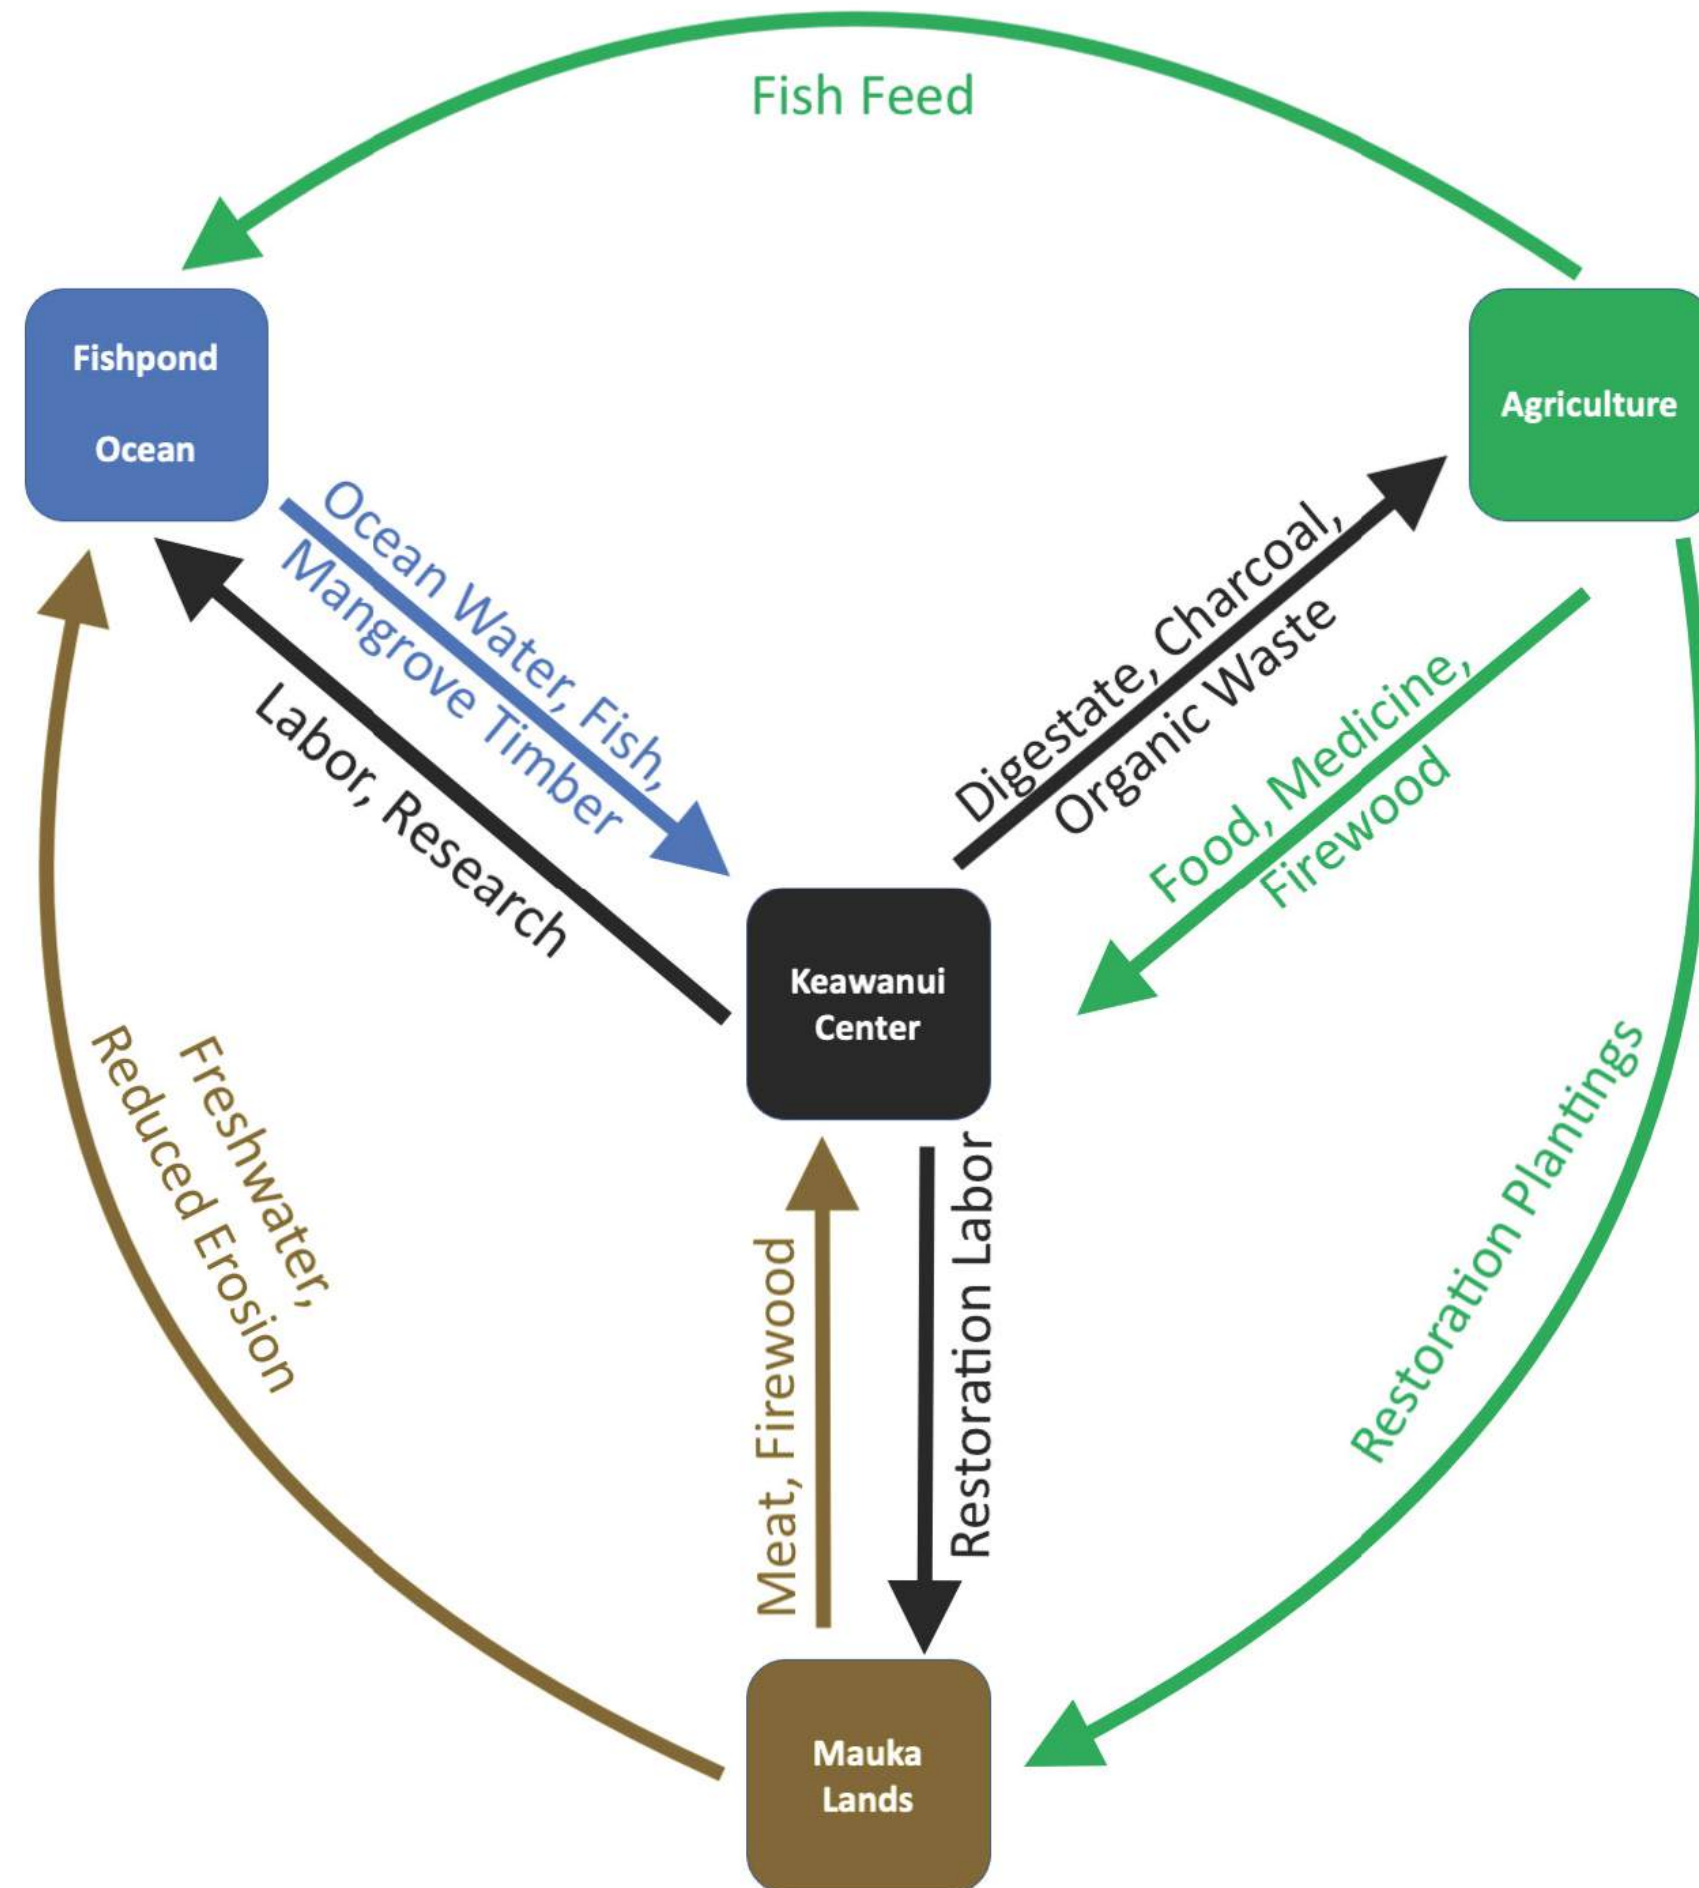 Fish Feed
Fishpond
Ocean
Agriculture
Ocean Water, Fish,
Mangrove Timber
Labor, Research
Digestate, Charcoal,
Organic Waste
Food, Medicine,
Firewood
Keawanui
Center
Freshwater,
Reduced Erosion
Meat, Firewood
Restoration Labor
Restoration Plantings
Mauka
Lands